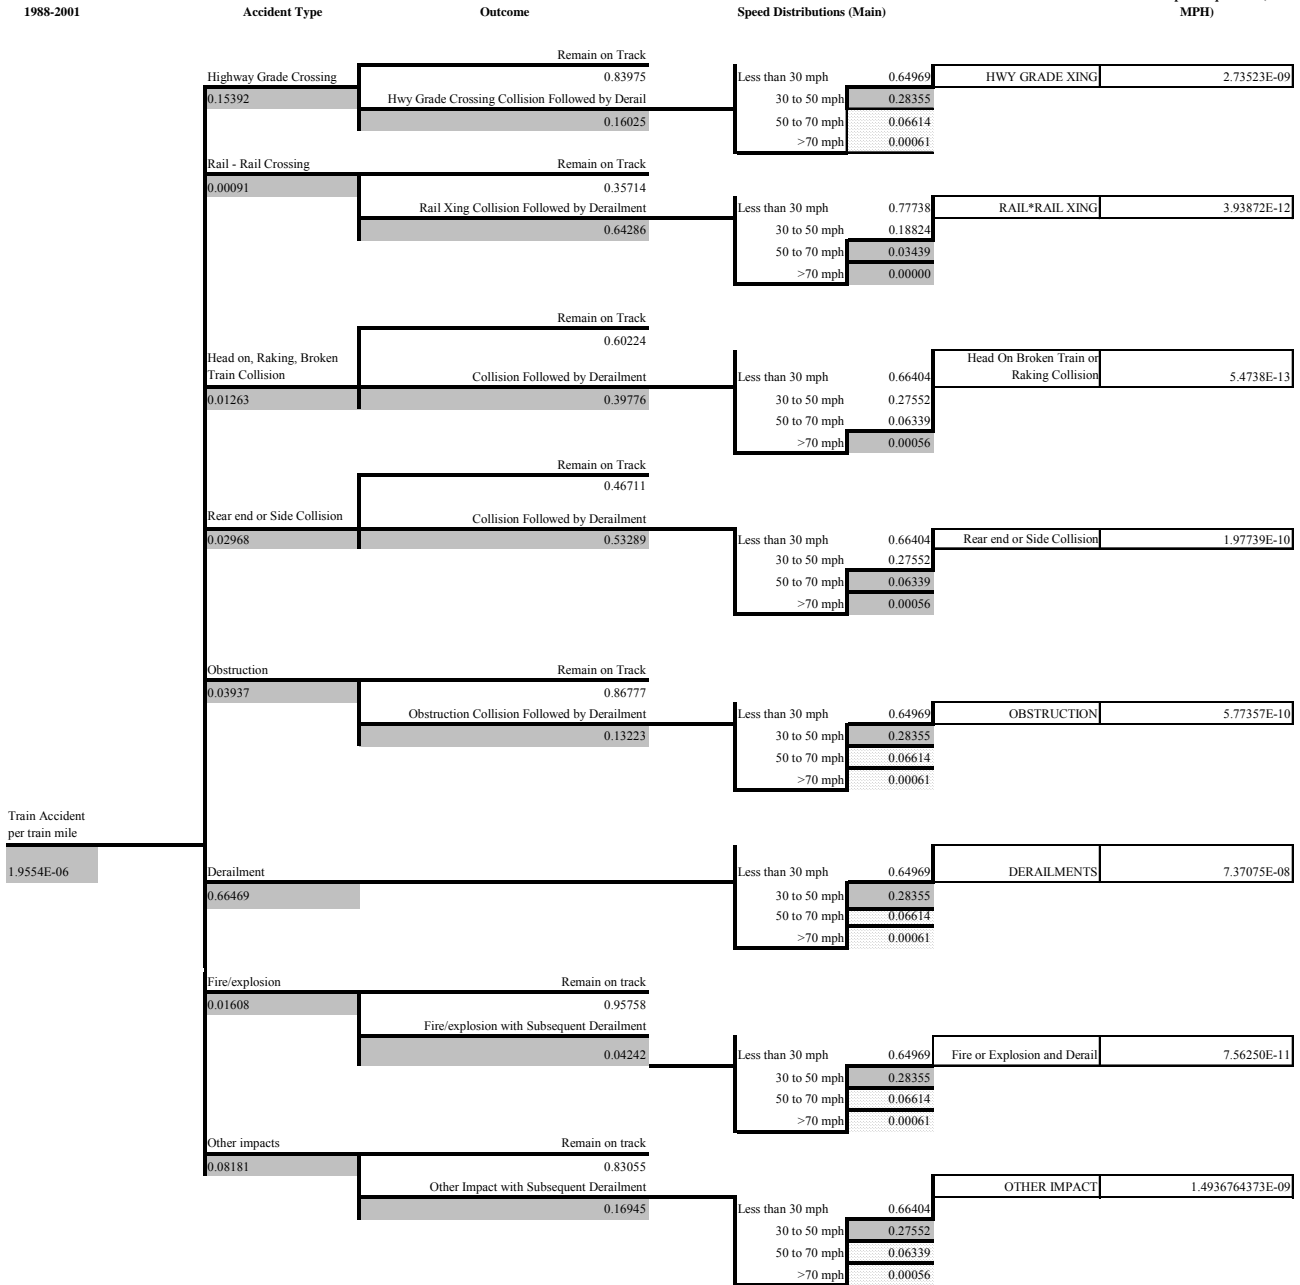 1988-2001 Accident Type Outcome Speed Distributions (Main) MPH)
Remain on Track
Highway Grade Crossing 0.83975 Less than 30 mph 0.64969 HWY GRADE XING 2.73523E-09
0.15392 Hwy Grade Crossing Collision Followed by Derail 30 to 50 mph 0.28355
0.16025 50 to 70 mph 0.06614
>70 mph 0.00061
Rail - Rail Crossing Remain on Track
0.00091 0.35714
Rail Xing Collision Followed by Derailment Less than 30 mph 0.77738 RAIL*RAIL XING 3.93872E-12
0.64286 30 to 50 mph 0.18824
50 to 70 mph 0.03439
>70 mph 0.00000
Remain on Track
0.60224
Head on, Raking, Broken Head On Broken Train or
Train Collision Collision Followed by Derailment Less than 30 mph 0.66404 Raking Collision 5.4738E-13
0.01263 0.39776 30 to 50 mph 0.27552
50 to 70 mph 0.06339
>70 mph 0.00056
Remain on Track
0.46711
Rear end or Side Collision Collision Followed by Derailment
0.02968 0.53289 Less than 30 mph 0.66404 Rear end or Side Collision 1.97739E-10
30 to 50 mph 0.27552
50 to 70 mph 0.06339
>70 mph 0.00056
Obstruction Remain on Track
0.03937 0.86777
Obstruction Collision Followed by Derailment Less than 30 mph 0.64969 OBSTRUCTION 5.77357E-10
0.13223 30 to 50 mph 0.28355
50 to 70 mph 0.06614
>70 mph 0.00061
Train Accident
per train mile
1.9554E-06 Derailment Less than 30 mph 0.64969 DERAILMENTS 7.37075E-08
0.66469 30 to 50 mph 0.28355
50 to 70 mph 0.06614
>70 mph 0.00061
Fire/explosion Remain on track
0.01608 0.95758
Fire/explosion with Subsequent Derailment
0.04242 Less than 30 mph 0.64969 Fire or Explosion and Derail 7.56250E-11
30 to 50 mph 0.28355
50 to 70 mph 0.06614
>70 mph 0.00061
Other impacts Remain on track
0.08181 0.83055
Other Impact with Subsequent Derailment OTHER IMPACT 1.4936764373E-09
0.16945 Less than 30 mph 0.66404
30 to 50 mph 0.27552
50 to 70 mph 0.06339
>70 mph 0.00056